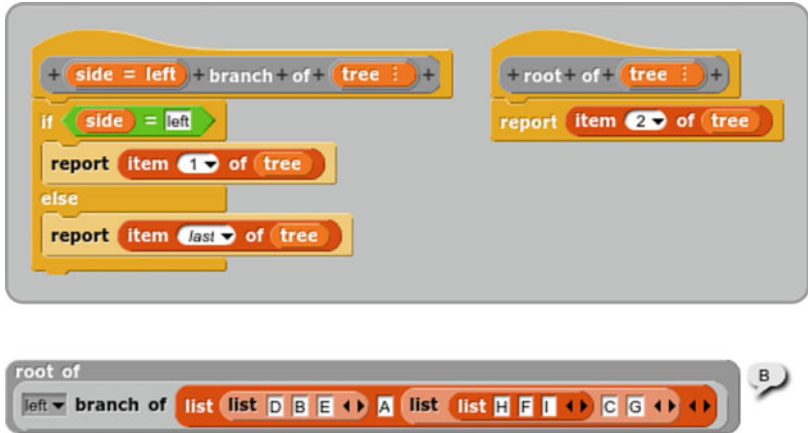 + side = left + branch + of + tree ⋮ +
if side = left
report item 1 of tree
else
report item last of tree
+ root + of + tree ⋮ +
report item 2 of tree
root of
left branch of list list D B E A list list H F I C G
B